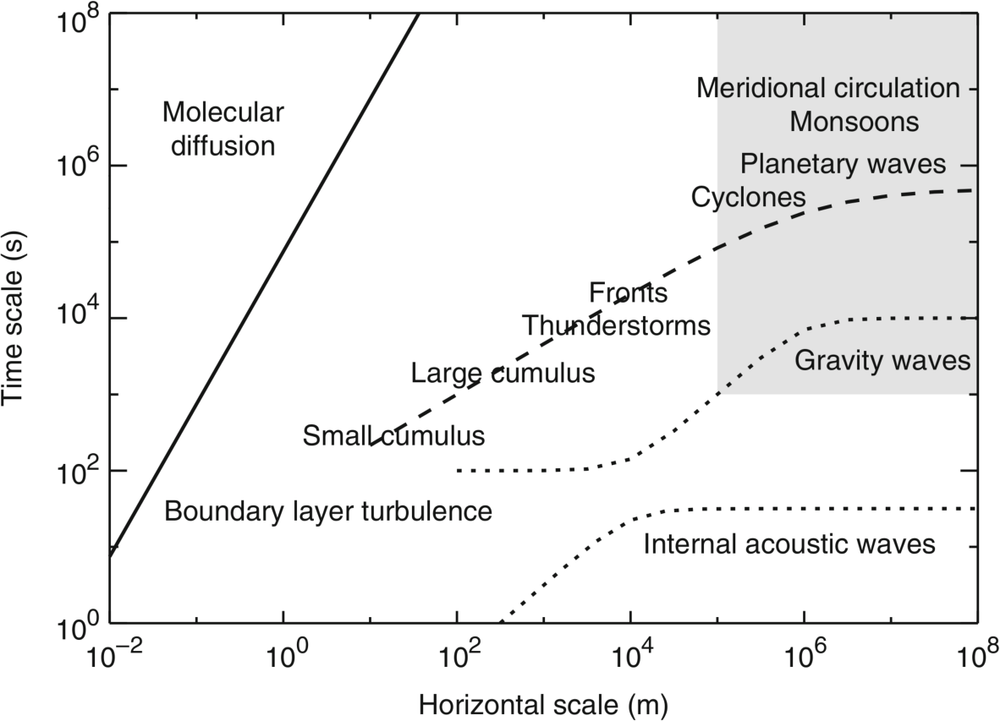 10^8
Meridional circulation
Molecular
diffusion
Monsoons
10^6
Planetary waves
Cyclones
Fronts
10^4
Thunderstorms
Time scale (s)
Large cumulus
Gravity waves
Small cumulus
10^2
Boundary layer turbulence
Internal acoustic waves
10^0
10^−2 10^0 10^2 10^4 10^6 10^8
Horizontal scale (m)